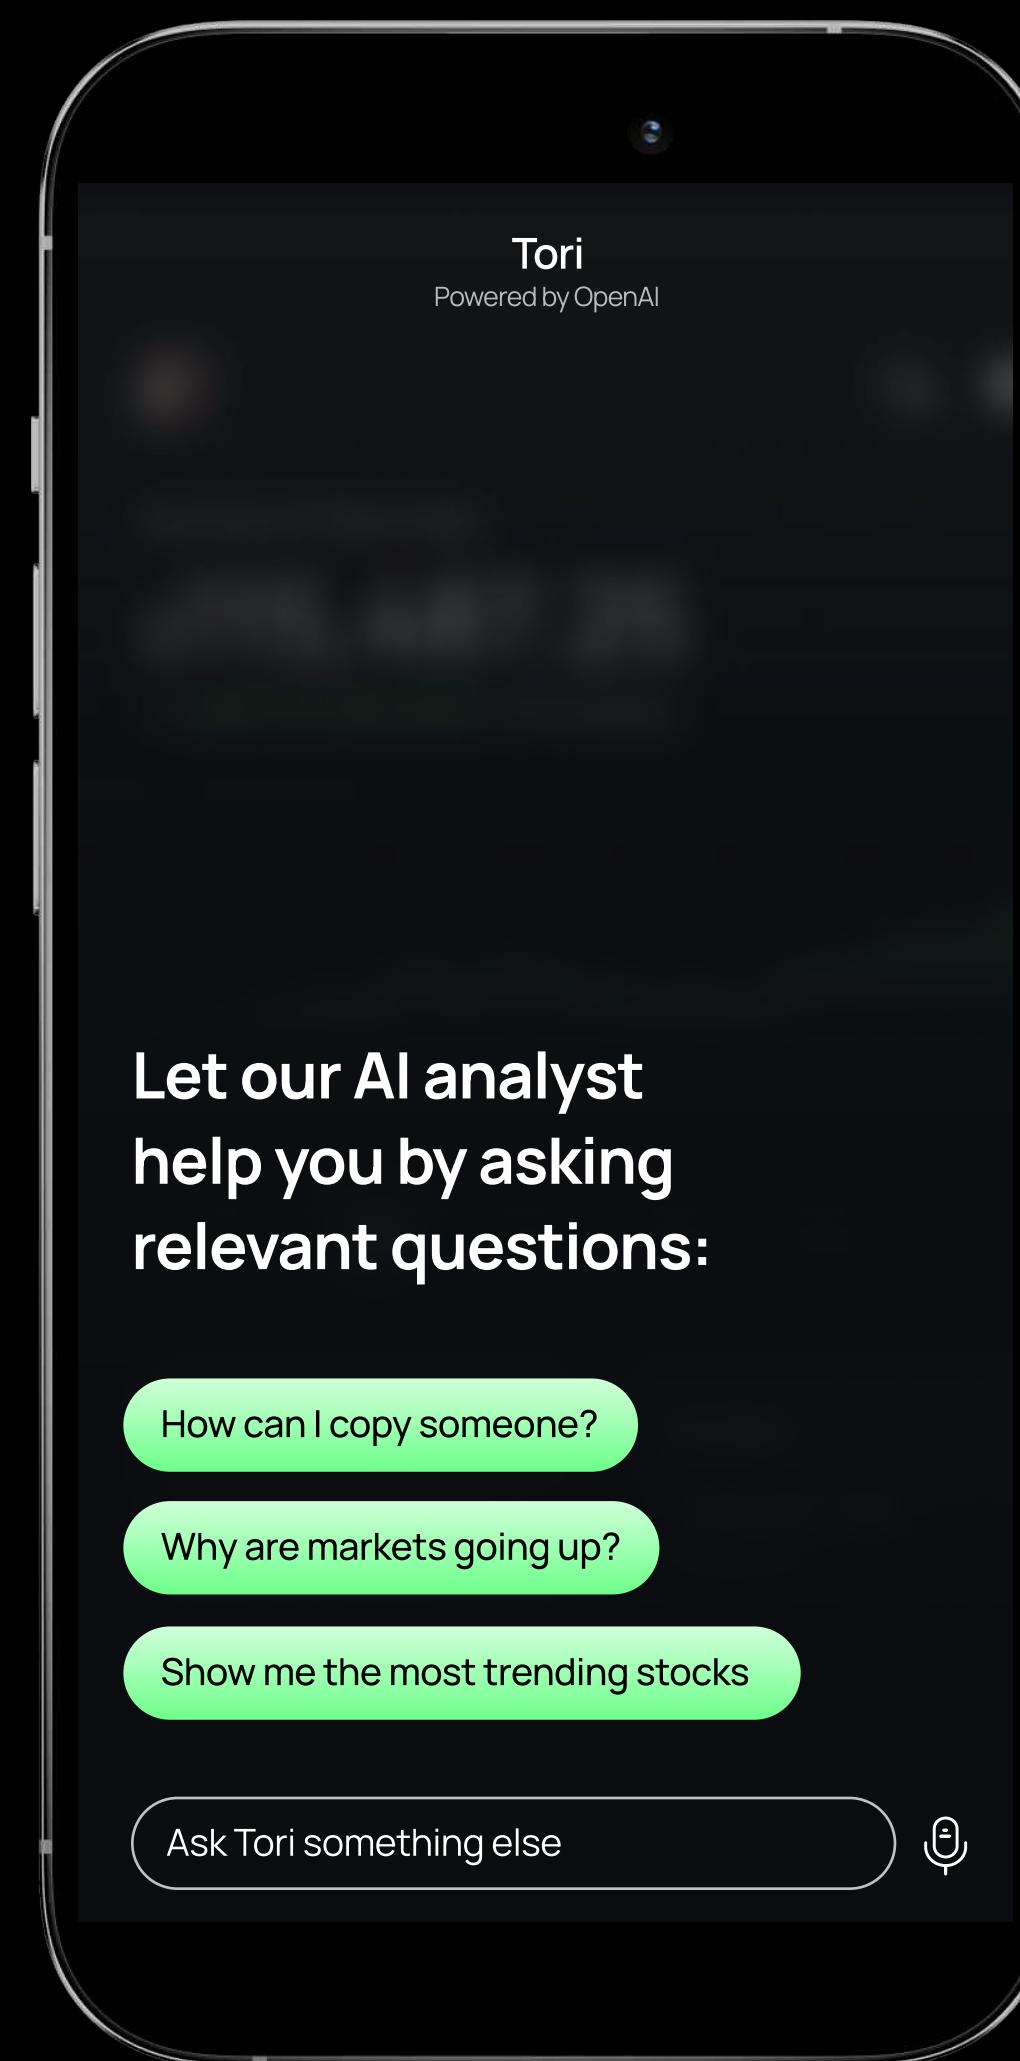 Tori
Powered by OpenAI
Let our AI analyst
help you by asking
relevant questions:
How can I copy someone?
Why are markets going up?
Show me the most trending stocks
Ask Tori something else